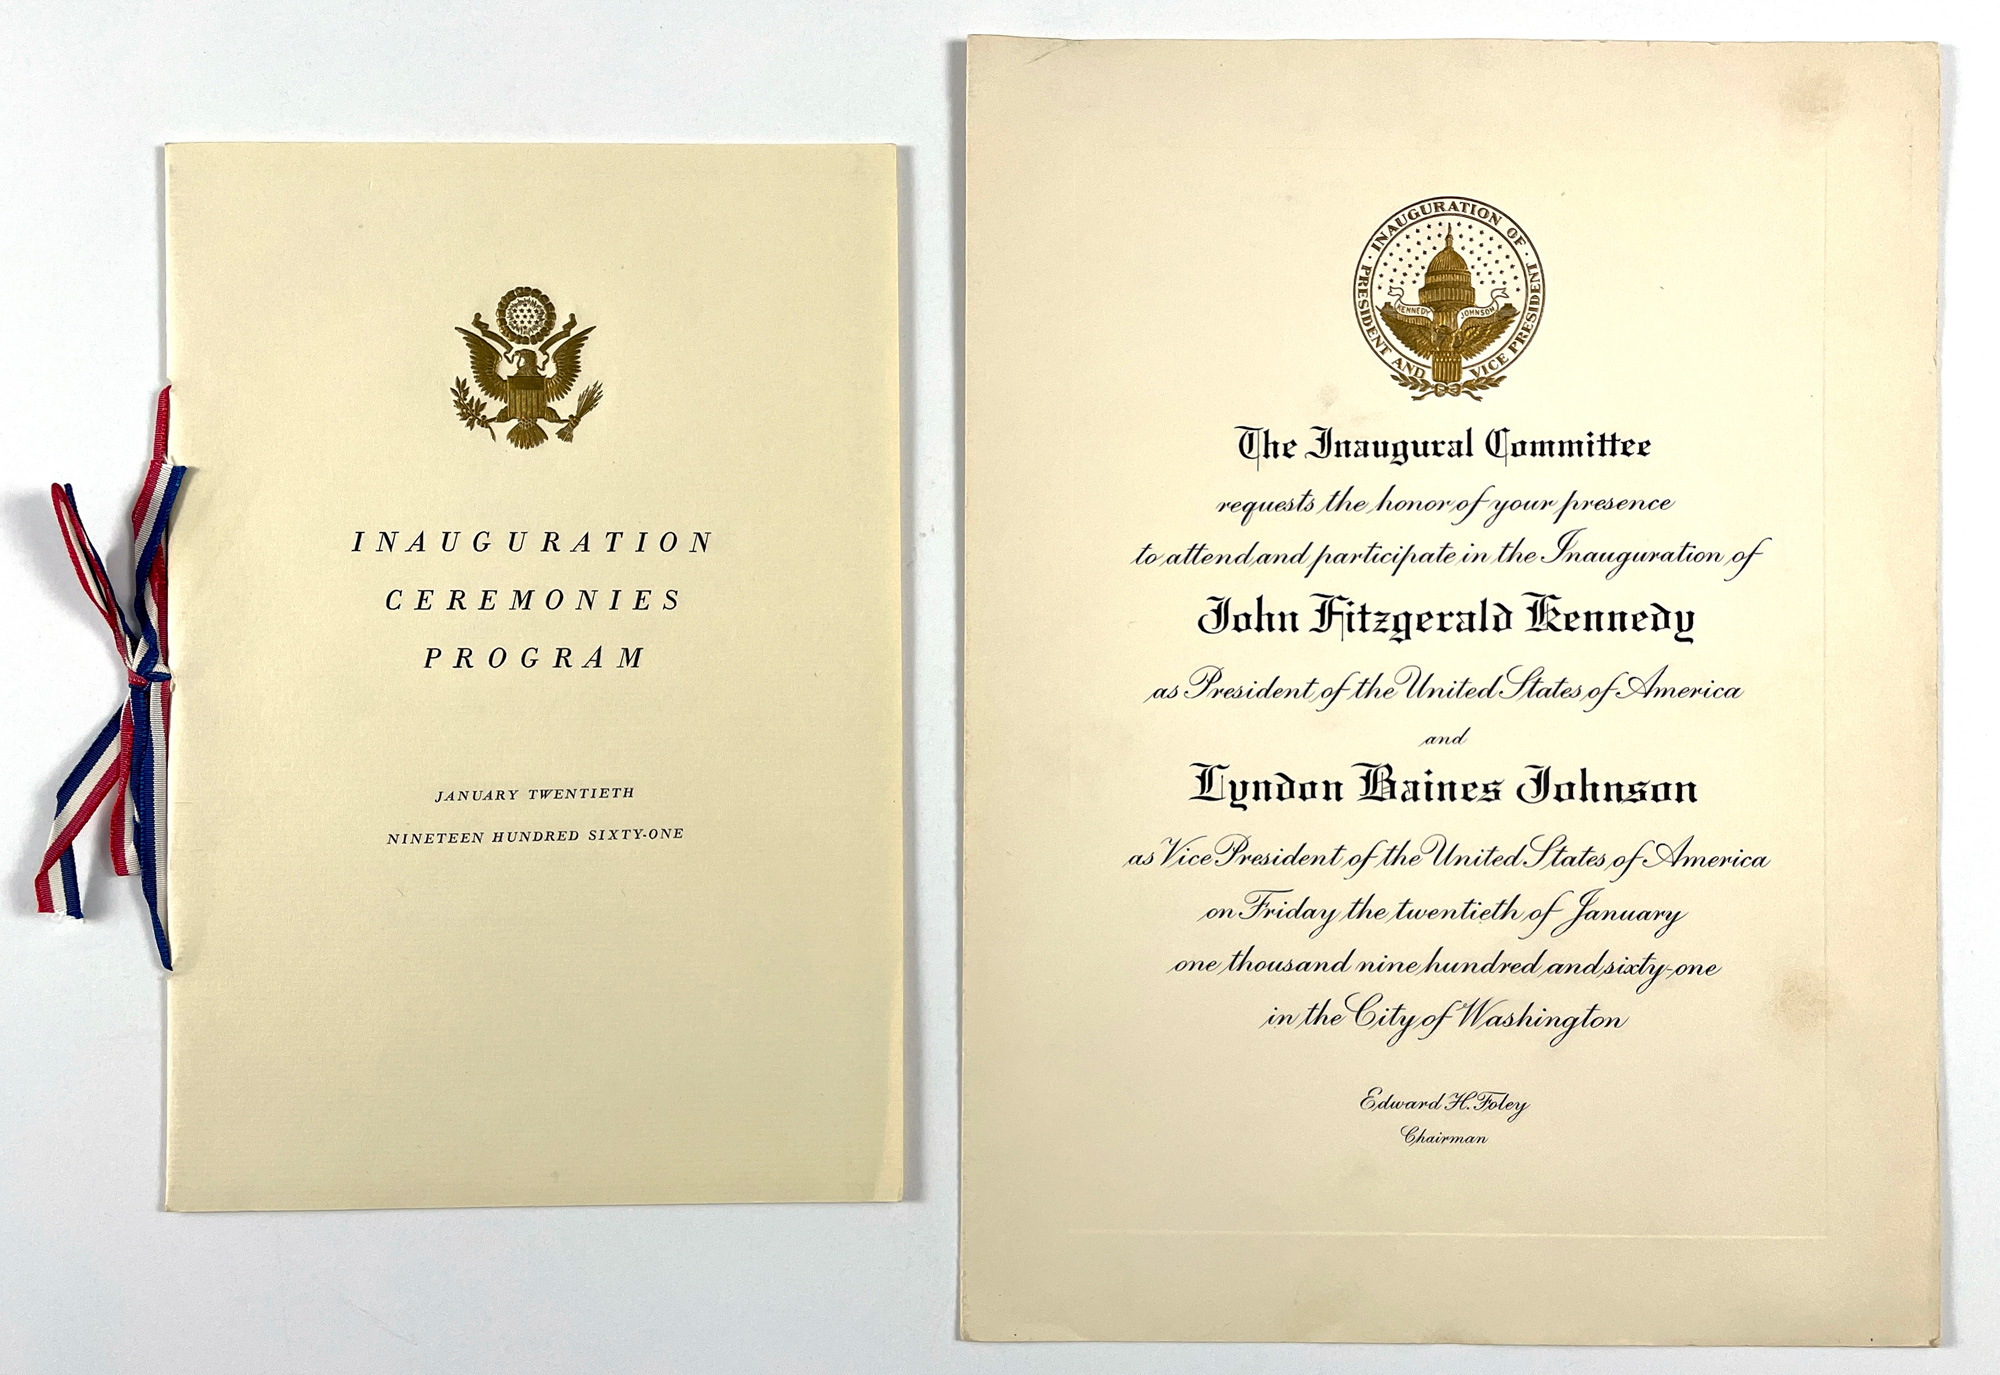 INAUGURATION
CEREMONIES
PROGRAM
JANUARY TWENTIETH
NINETEEN HUNDRED SIXTY-ONE
· INAUGURATION OF ·
PRESIDENT AND VICE PRESIDENT
KENNEDY JOHNSON
The Inaugural Committee
requests the honor of your presence
to attend and participate in the Inauguration of
John Fitzgerald Kennedy
as President of the United States of America
and
Lyndon Baines Johnson
as Vice President of the United States of America
on Friday the twentieth of January
one thousand nine hundred and sixty-one
in the City of Washington
Edward H. Foley
Chairman